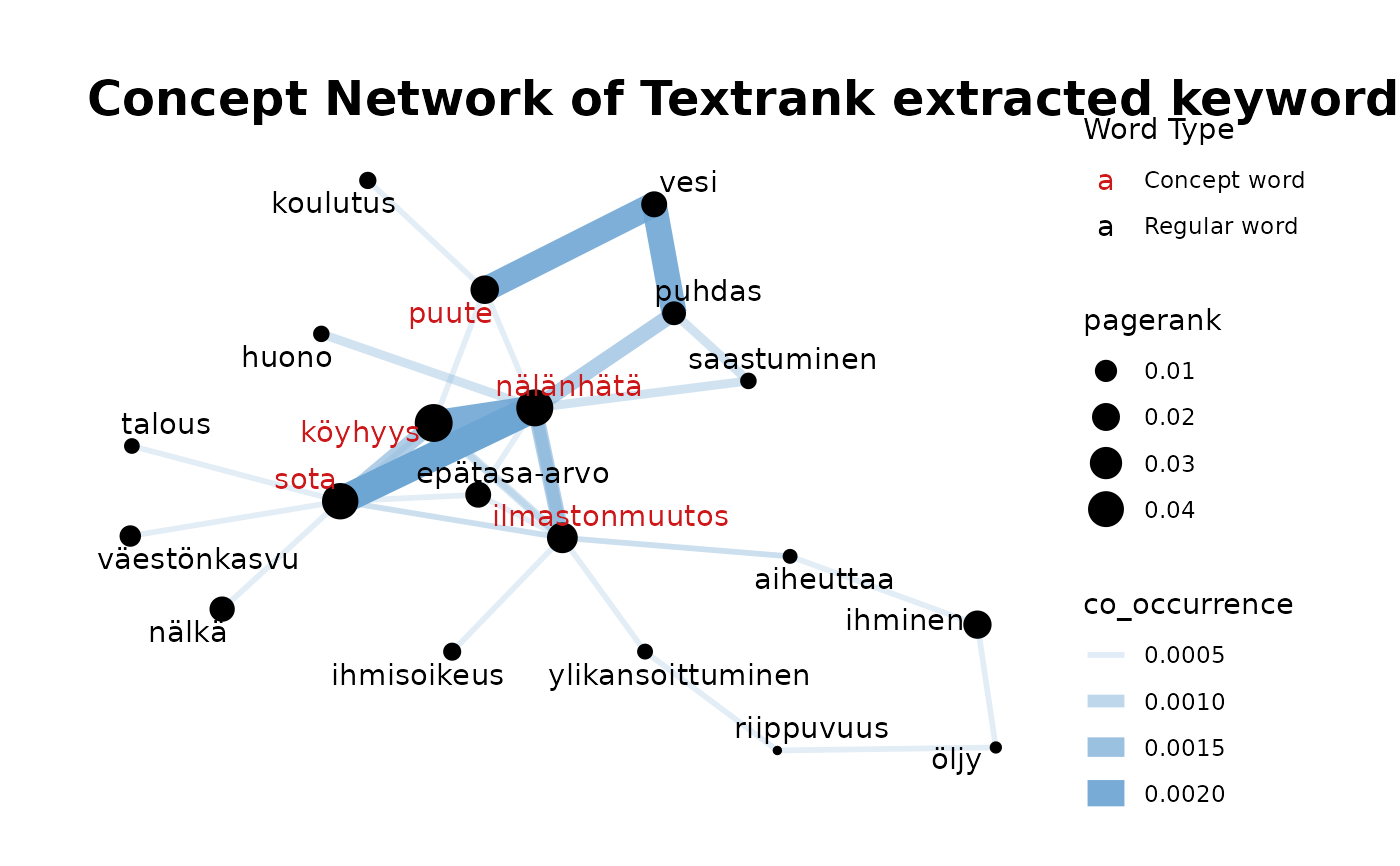 Concept Network of Textrank extracted keyword
Word Type
a Concept word
a Regular word
pagerank
0.01
0.02
0.03
0.04
co_occurrence
0.0005
0.0010
0.0015
0.0020
vesi
koulutus
puhdas
puute
huono
saastuminen
nälänhätä
talous
köyhyys
epätasa-arvo
sota
ilmastonmuutos
väestönkasvu
aiheuttaa
ihminen
nälkä
ihmisoikeus
ylikansoittuminen
riippuvuus
öljy